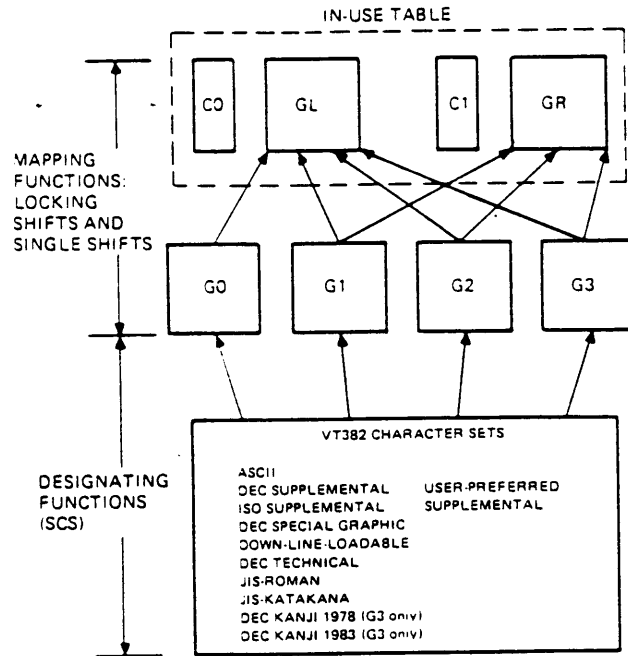 IN-USE TABLE
C0
GL
C1
GR
MAPPING
FUNCTIONS:
LOCKING
SHIFTS AND
SINGLE SHIFTS
G0
G1
G2
G3
DESIGNATING
FUNCTIONS
(SCS)
VT382 CHARACTER SETS
ASCII
DEC SUPPLEMENTAL USER-PREFERRED
ISO SUPPLEMENTAL SUPPLEMENTAL
DEC SPECIAL GRAPHIC
DOWN-LINE-LOADABLE
DEC TECHNICAL
JIS-ROMAN
JIS-KATAKANA
DEC KANJI 1978 (G3 only)
DEC KANJI 1983 (G3 only)